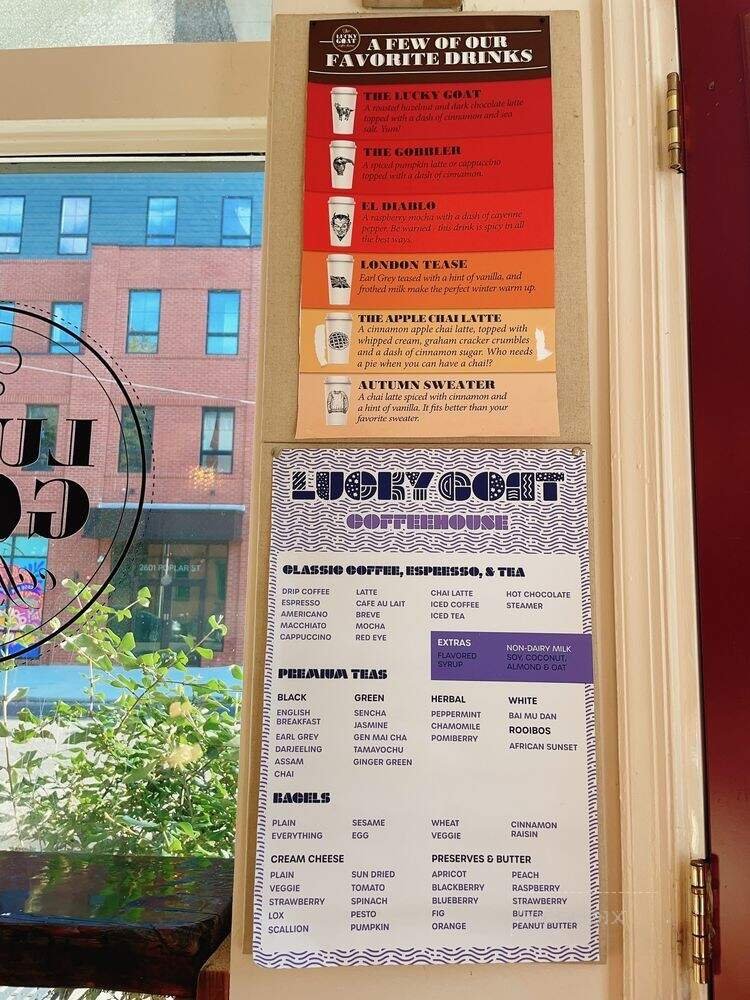 The
LUCKY
GOAT
A FEW OF OUR
FAVORITE DRINKS
THE LUCKY GOAT
A roasted hazelnut and dark chocolate latte
topped with a dash of cinnamon and sea
salt. Yum!
THE GOBBLER
A spiced pumpkin latte or cappuccino
topped with a dash of cinnamon.
EL DIABLO
A raspberry mocha with a dash of cayenne
pepper. Be warned - this drink is spicy in all
the best ways.
LONDON TEASE
Earl Grey teased with a hint of vanilla, and
frothed milk make the perfect winter warm up.
THE APPLE CHAI LATTE
A cinnamon apple chai latte, topped with
whipped cream, graham cracker crumbles
and a dash of cinnamon sugar. Who needs
a pie when you can have a chai!?
AUTUMN SWEATER
A chai latte spiced with cinnamon and
a hint of vanilla. It fits better than your
favorite sweater.
LU
GO
2601 POPLAR ST
LUCKY GOAT
COFFEEHOUSE
CLASSIC COFFEE, ESPRESSO, & TEA
DRIP COFFEE
ESPRESSO
AMERICANO
MACCHIATO
CAPPUCCINO
LATTE
CAFE AU LAIT
BREVE
MOCHA
RED EYE
CHAI LATTE
ICED COFFEE
ICED TEA
HOT CHOCOLATE
STEAMER
EXTRAS
FLAVORED
SYRUP
NON-DAIRY MILK
SOY, COCONUT,
ALMOND & OAT
PREMIUM TEAS
BLACK
ENGLISH
BREAKFAST
EARL GREY
DARJEELING
ASSAM
CHAI
GREEN
SENCHA
JASMINE
GEN MAI CHA
TAMAYOCHU
GINGER GREEN
HERBAL
PEPPERMINT
CHAMOMILE
POMIBERRY
WHITE
BAI MU DAN
ROOIBOS
AFRICAN SUNSET
BAGELS
PLAIN
EVERYTHING
SESAME
EGG
WHEAT
VEGGIE
CINNAMON
RAISIN
CREAM CHEESE
PLAIN
VEGGIE
STRAWBERRY
LOX
SCALLION
SUN DRIED
TOMATO
SPINACH
PESTO
PUMPKIN
PRESERVES & BUTTER
APRICOT
BLACKBERRY
BLUEBERRY
FIG
ORANGE
PEACH
RASPBERRY
STRAWBERRY
BUTTER
PEANUT BUTTER